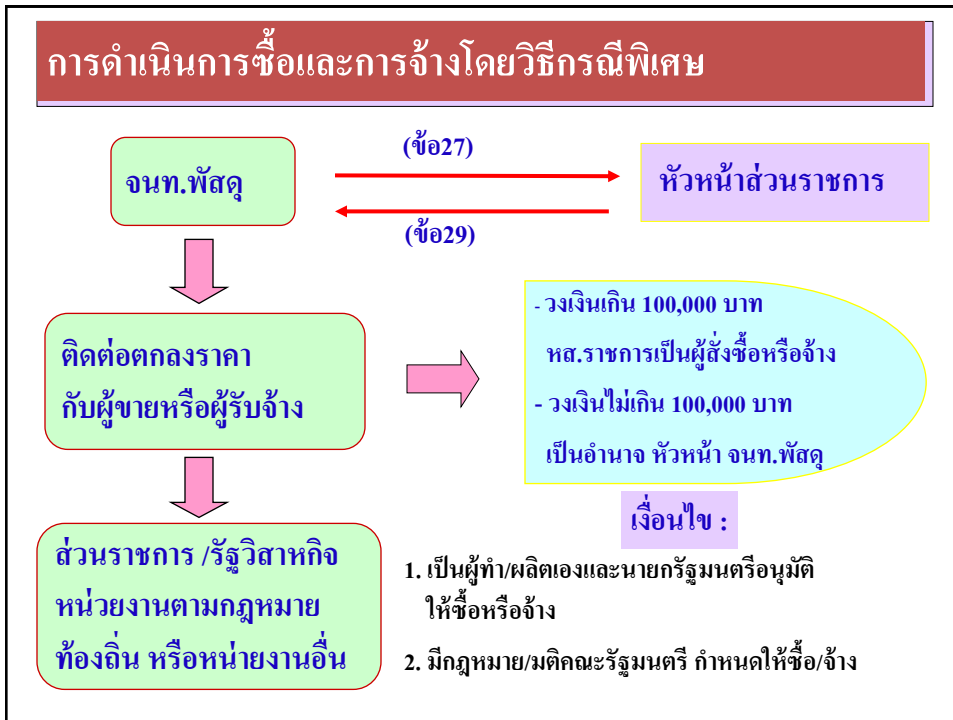 การดำเนินการซื้อและการจ้างโดยวิธีกรณีพิเศษ
(ข้อ27)
จนท.พัสดุ
หัวหน้าส่วนราชการ
(ข้อ29)
ติดต่อตกลงราคา
กับผู้ขายหรือผู้รับจ้าง
- วงเงินเกิน 100,000 บาท
หส.ราชการเป็นผู้สั่งซื้อหรือจ้าง
- วงเงินไม่เกิน 100,000 บาท
เป็นอำนาจ หัวหน้า จนท.พัสดุ
ส่วนราชการ /รัฐวิสาหกิจ
หน่วยงานตามกฎหมาย
ท้องถิ่น หรือหน่ายงานอื่น
เงื่อนไข :
1. เป็นผู้ทำ/ผลิตเองและนายกรัฐมนตรีอนุมัติ
ให้ซื้อหรือจ้าง
2. มีกฎหมาย/มติคณะรัฐมนตรี กำหนดให้ซื้อ/จ้าง